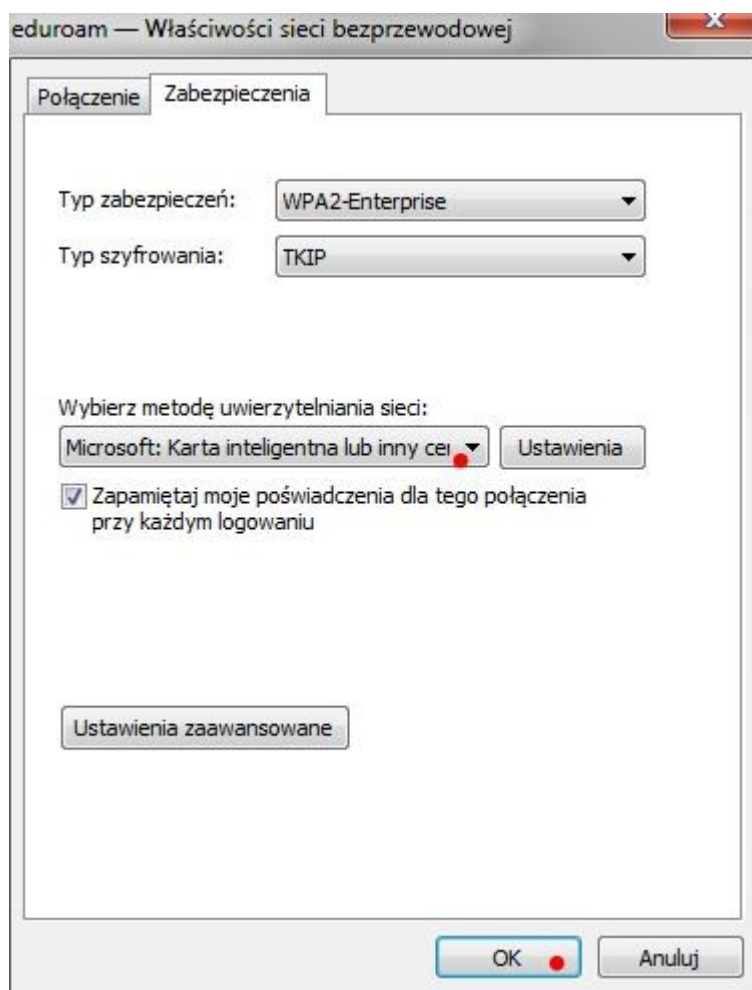 eduroam — Właściwości sieci bezprzewodowej
Połączenie
Zabezpieczenia
Typ zabezpieczeń:
WPA2-Enterprise
Typ szyfrowania:
TKIP
Wybierz metodę uwierzytelniania sieci:
Microsoft: Karta inteligentna lub inny cer
Ustawienia
Zapamiętaj moje poświadczenia dla tego połączenia
przy każdym logowaniu
Ustawienia zaawansowane
OK
Anuluj